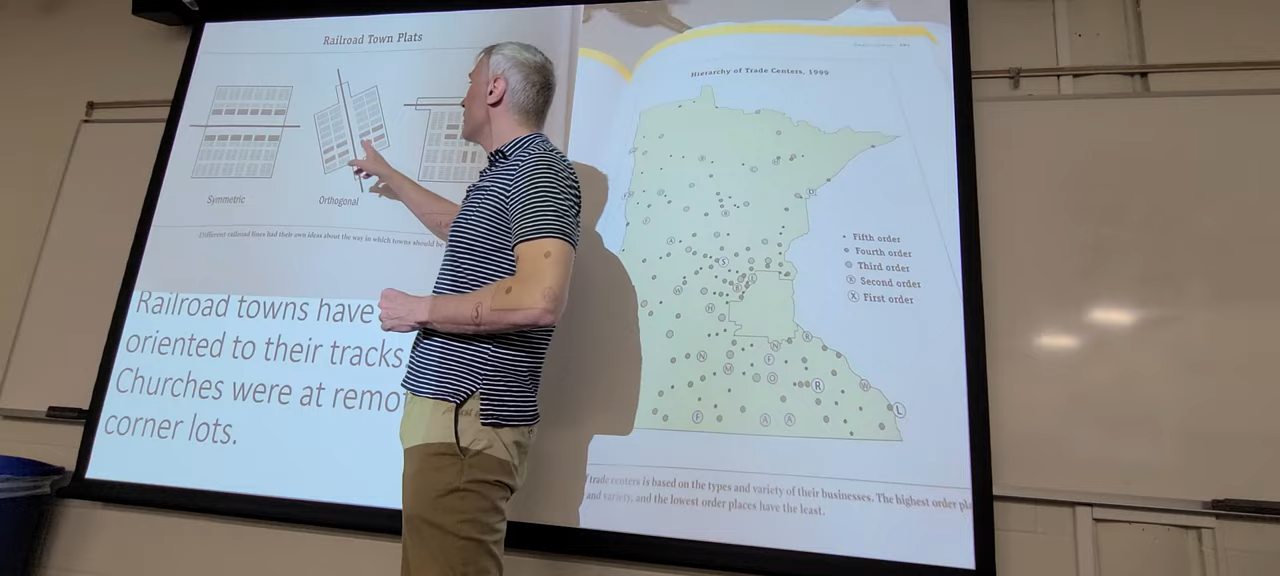 Railroad Town Plats
Symmetric
Orthogonal
Different railroad lines had their own ideas about the way in which towns should be
Railroad towns have
oriented to their tracks.
Churches were at remo
corner lots.
Hierarchy of Trade Centers, 1999
Fifth order
Fourth order
Third order
Second order
X First order
D
S
H
R
N
F
M
O
R
W
L
F
A
A
trade centers is based on the types and variety of their businesses. The highest order pla
and variety, and the lowest order places have the least.